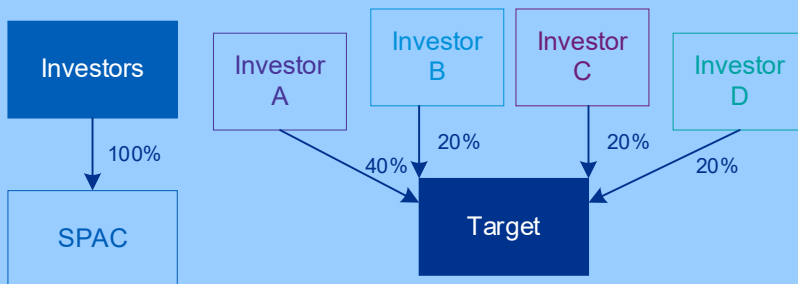 Investors
100%
SPAC
Investor
A
Investor
B
Investor
C
Investor
D
40%
20%
20%
20%
Target